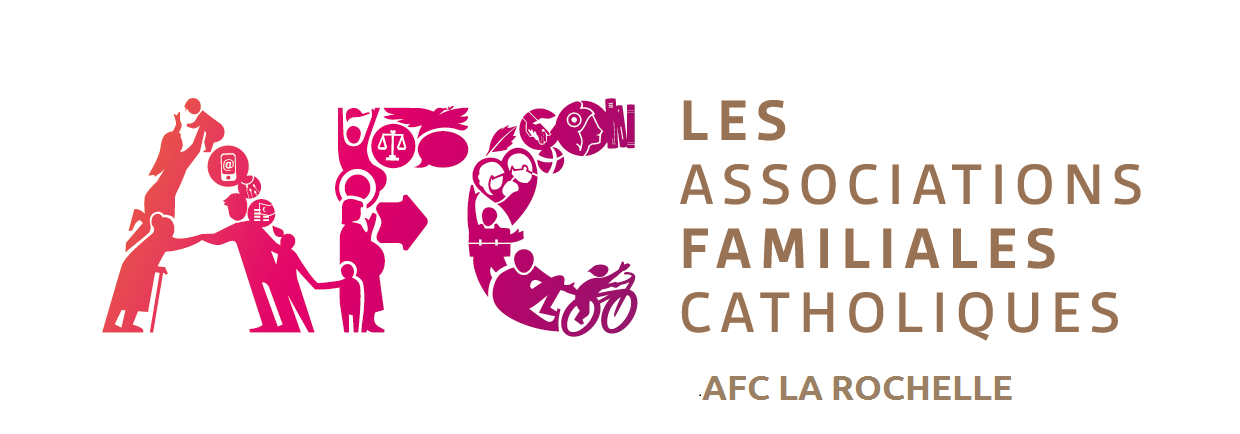 AFC
LES
ASSOCIATIONS
FAMILIALES
CATHOLIQUES
.AFC LA ROCHELLE
@